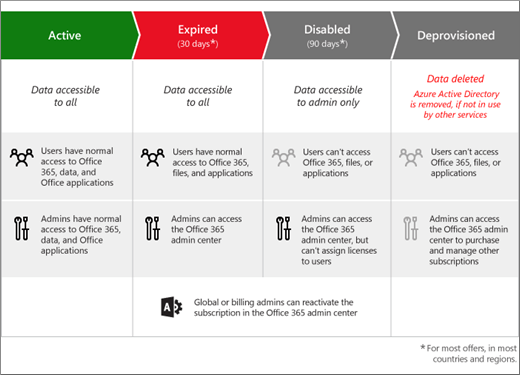 Active
Expired
(30 days*)
Disabled
(90 days*)
Deprovisioned
Data accessible
to all
Data accessible
to all
Data accessible
to admin only
Data deleted
Azure Active Directory
is removed, if not in use
by other services
Users have normal
access to Office
365, data, and
Office applications
Users have normal
access to Office 365,
files, and applications
Users can't access
Office 365, files, or
applications
Users can't access
Office 365, files, or
applications
Admins have normal
access to Office 365,
data, and Office
applications
Admins can access
the Office 365
admin center
Admins can access
the Office 365
admin center, but
can't assign licenses
to users
Admins can access
the Office 365 admin
center to purchase
and manage other
subscriptions
A
Global or billing admins can reactivate the
subscription in the Office 365 admin center
*For most offers, in most
countries and regions.